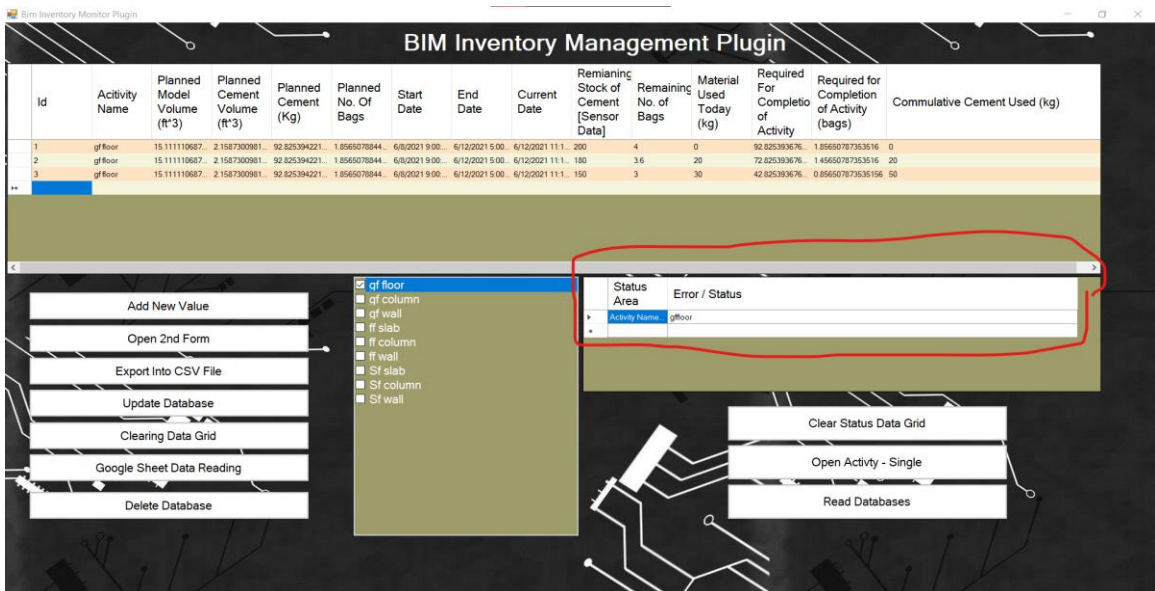 Bim Inventory Monitor Plugin
BIM Inventory Management Plugin
Id
Acitivity
Name
Planned
Model
Volume
(ft^3)
Planned
Cement
Volume
(ft^3)
Planned
Cement
(Kg)
Planned
No. Of
Bags
Start
Date
End
Date
Current
Date
Remianing
Stock of
Cement
[Sensor
Data]
Remaining
No. of
Bags
Material
Used
Today
(kg)
Required
For
Completio
of
Activity
Required for
Completion
of Activity
(bags)
Commulative Cement Used (kg)
1 gf floor 15.111110687... 2.1587300981... 92.825394221... 1.8565078844... 6/8/2021 9:00:... 6/12/2021 5:00... 6/12/2021 11:1... 200 4 0 92.825393676... 1.8565078735​3516 0
2 gf floor 15.111110687... 2.1587300981... 92.825394221... 1.8565078844... 6/8/2021 9:00:... 6/12/2021 5:00... 6/12/2021 11:1... 180 3.6 20 72.825393676... 1.45650787353516 20
3 gf floor 15.111110687... 2.1587300981... 92.825394221... 1.8565078844... 6/8/2021 9:00:... 6/12/2021 5:00... 6/12/2021 11:1... 150 3 30 42.825393676... 0.856507873535156 50
Add New Value
Open 2nd Form
Export Into CSV File
Update Database
Clearing Data Grid
Google Sheet Data Reading
Delete Database
gf floor
gf column
gf wall
ff slab
ff column
ff wall
Sf slab
Sf column
Sf wall
Status
Area
Error / Status
Activity Name... gffloor
Clear Status Data Grid
Open Activty - Single
Read Databases